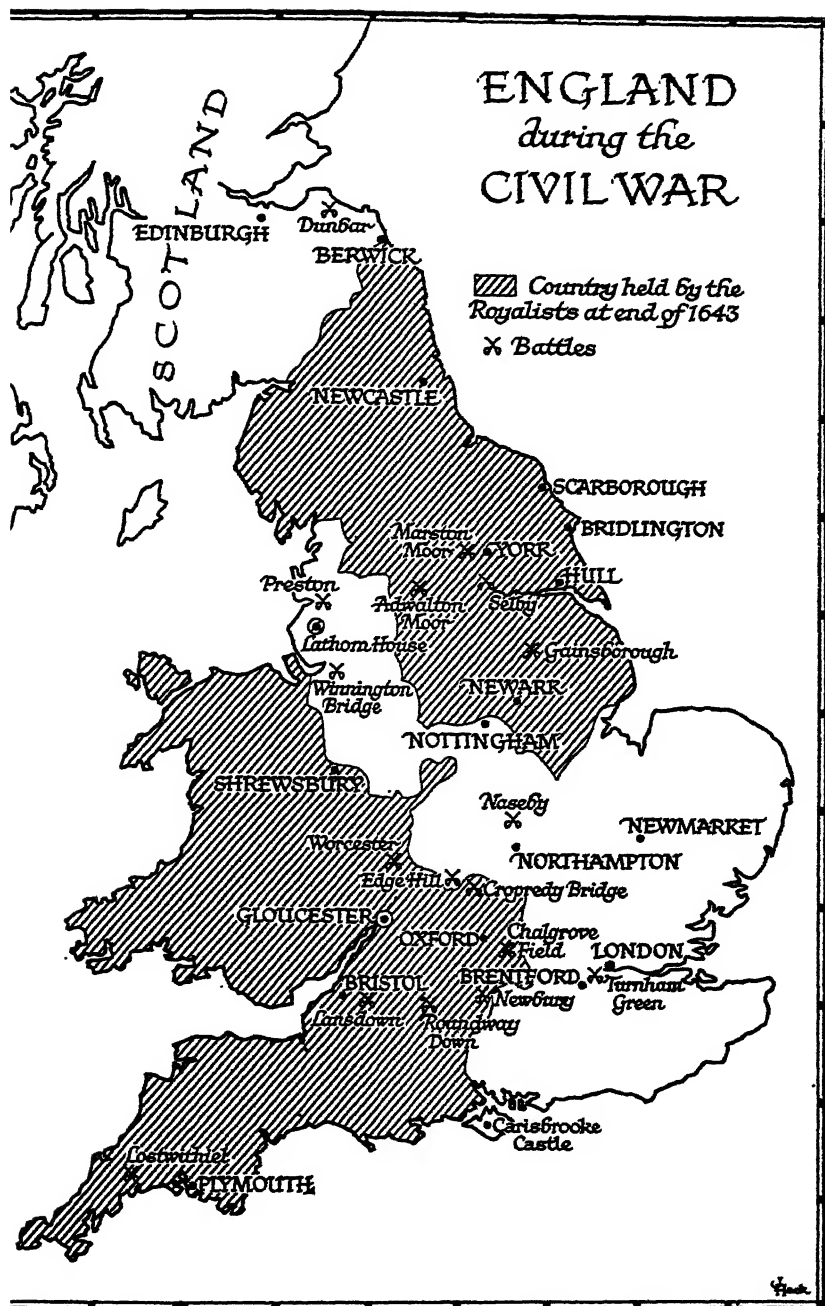 ENGLAND
during the
CIVIL WAR
SCOTLAND
EDINBURGH
Dunbar
BERWICK
Country held by the
Royalists at end of 1643
Battles
NEWCASTLE
SCARBOROUGH
BRIDLINGTON
Marston
Moor
YORK
HULL
Preston
Adwalton
Moor
Selby
Lathom House
Gainsborough
Winnington
Bridge
NEWARK
NOTTINGHAM
SHREWSBURY
Naseby
NEWMARKET
Worcester
NORTHAMPTON
Edge Hill
Cropredy Bridge
GLOUCESTER
OXFORD
Chalgrove
Field
LONDON
BRISTOL
BRENTFORD
Turnham
Green
Lansdown
Newbury
Roundway
Down
Carisbrooke
Castle
Lostwithiel
PLYMOUTH